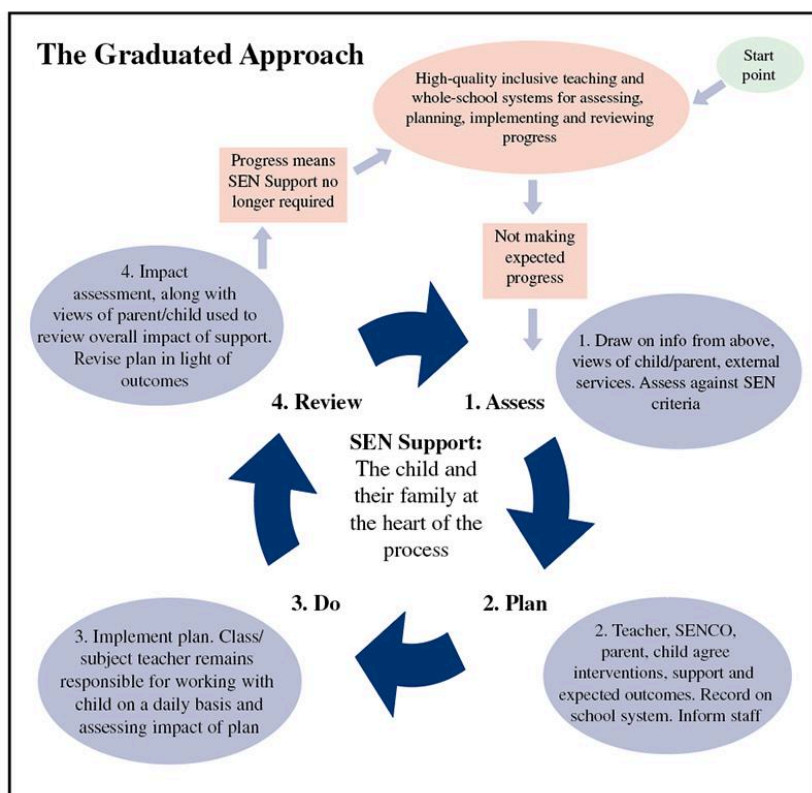 The Graduated Approach
Start
point
High-quality inclusive teaching and
whole-school systems for assessing,
planning, implementing and reviewing
progress
Progress means
SEN Support no
longer required
Not making
expected
progress
4. Impact
assessment, along with
views of parent/child used to
review overall impact of support.
Revise plan in light of
outcomes
1. Draw on info from above,
views of child/parent, external
services. Assess against SEN
criteria
4. Review
1. Assess
SEN Support:
The child and
their family at
the heart of the
process
3. Do
2. Plan
3. Implement plan. Class/
subject teacher remains
responsible for working with
child on a daily basis and
assessing impact of plan
2. Teacher, SENCO,
parent, child agree
interventions, support and
expected outcomes. Record on
school system. Inform staff